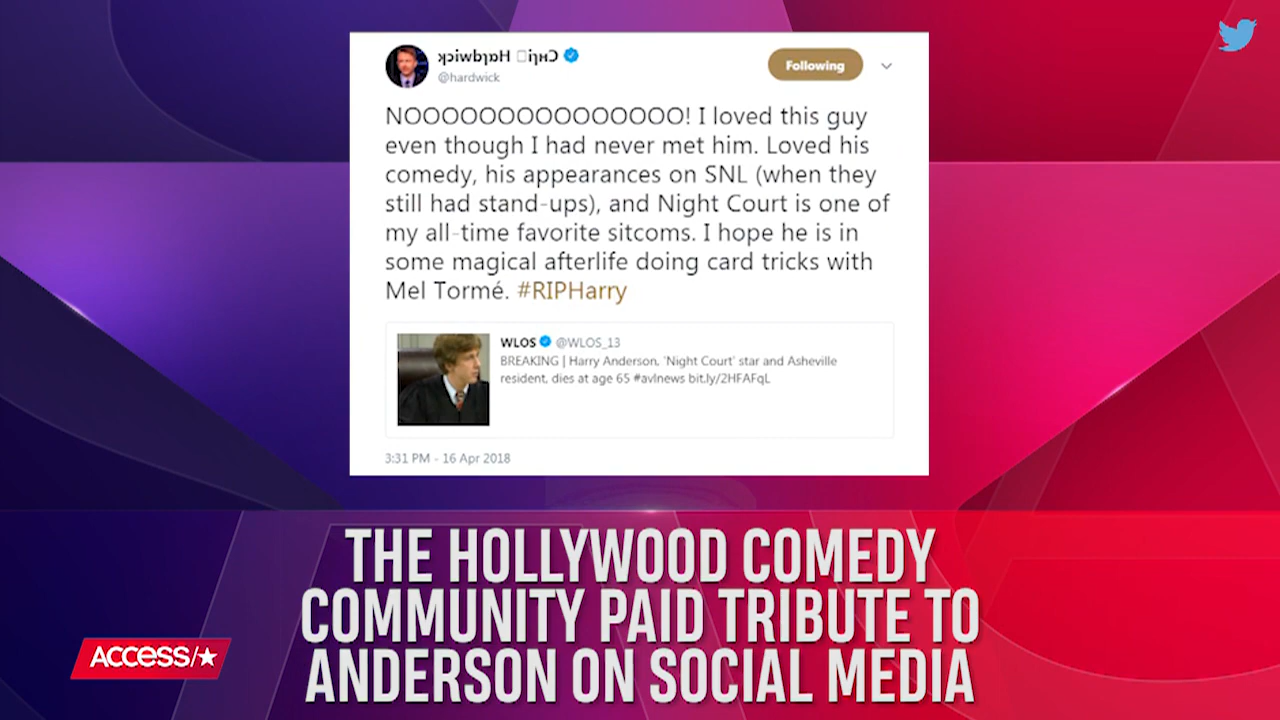 ʞɔiwbɿɒH □iɿʜƆ
@hardwick
Following
NOOOOOOOOOOOOOOO! I loved this guy
even though I had never met him. Loved his
comedy, his appearances on SNL (when they
still had stand-ups), and Night Court is one of
my all-time favorite sitcoms. I hope he is in
some magical afterlife doing card tricks with
Mel Tormé. #RIPHarry
WLOS @WLOS_13
BREAKING | Harry Anderson, 'Night Court' star and Asheville
resident, dies at age 65 #avlnews bit.ly/2HFAFqL
3:31 PM - 16 Apr 2018
THE HOLLYWOOD COMEDY
COMMUNITY PAID TRIBUTE TO
ANDERSON ON SOCIAL MEDIA
ACCESS/★